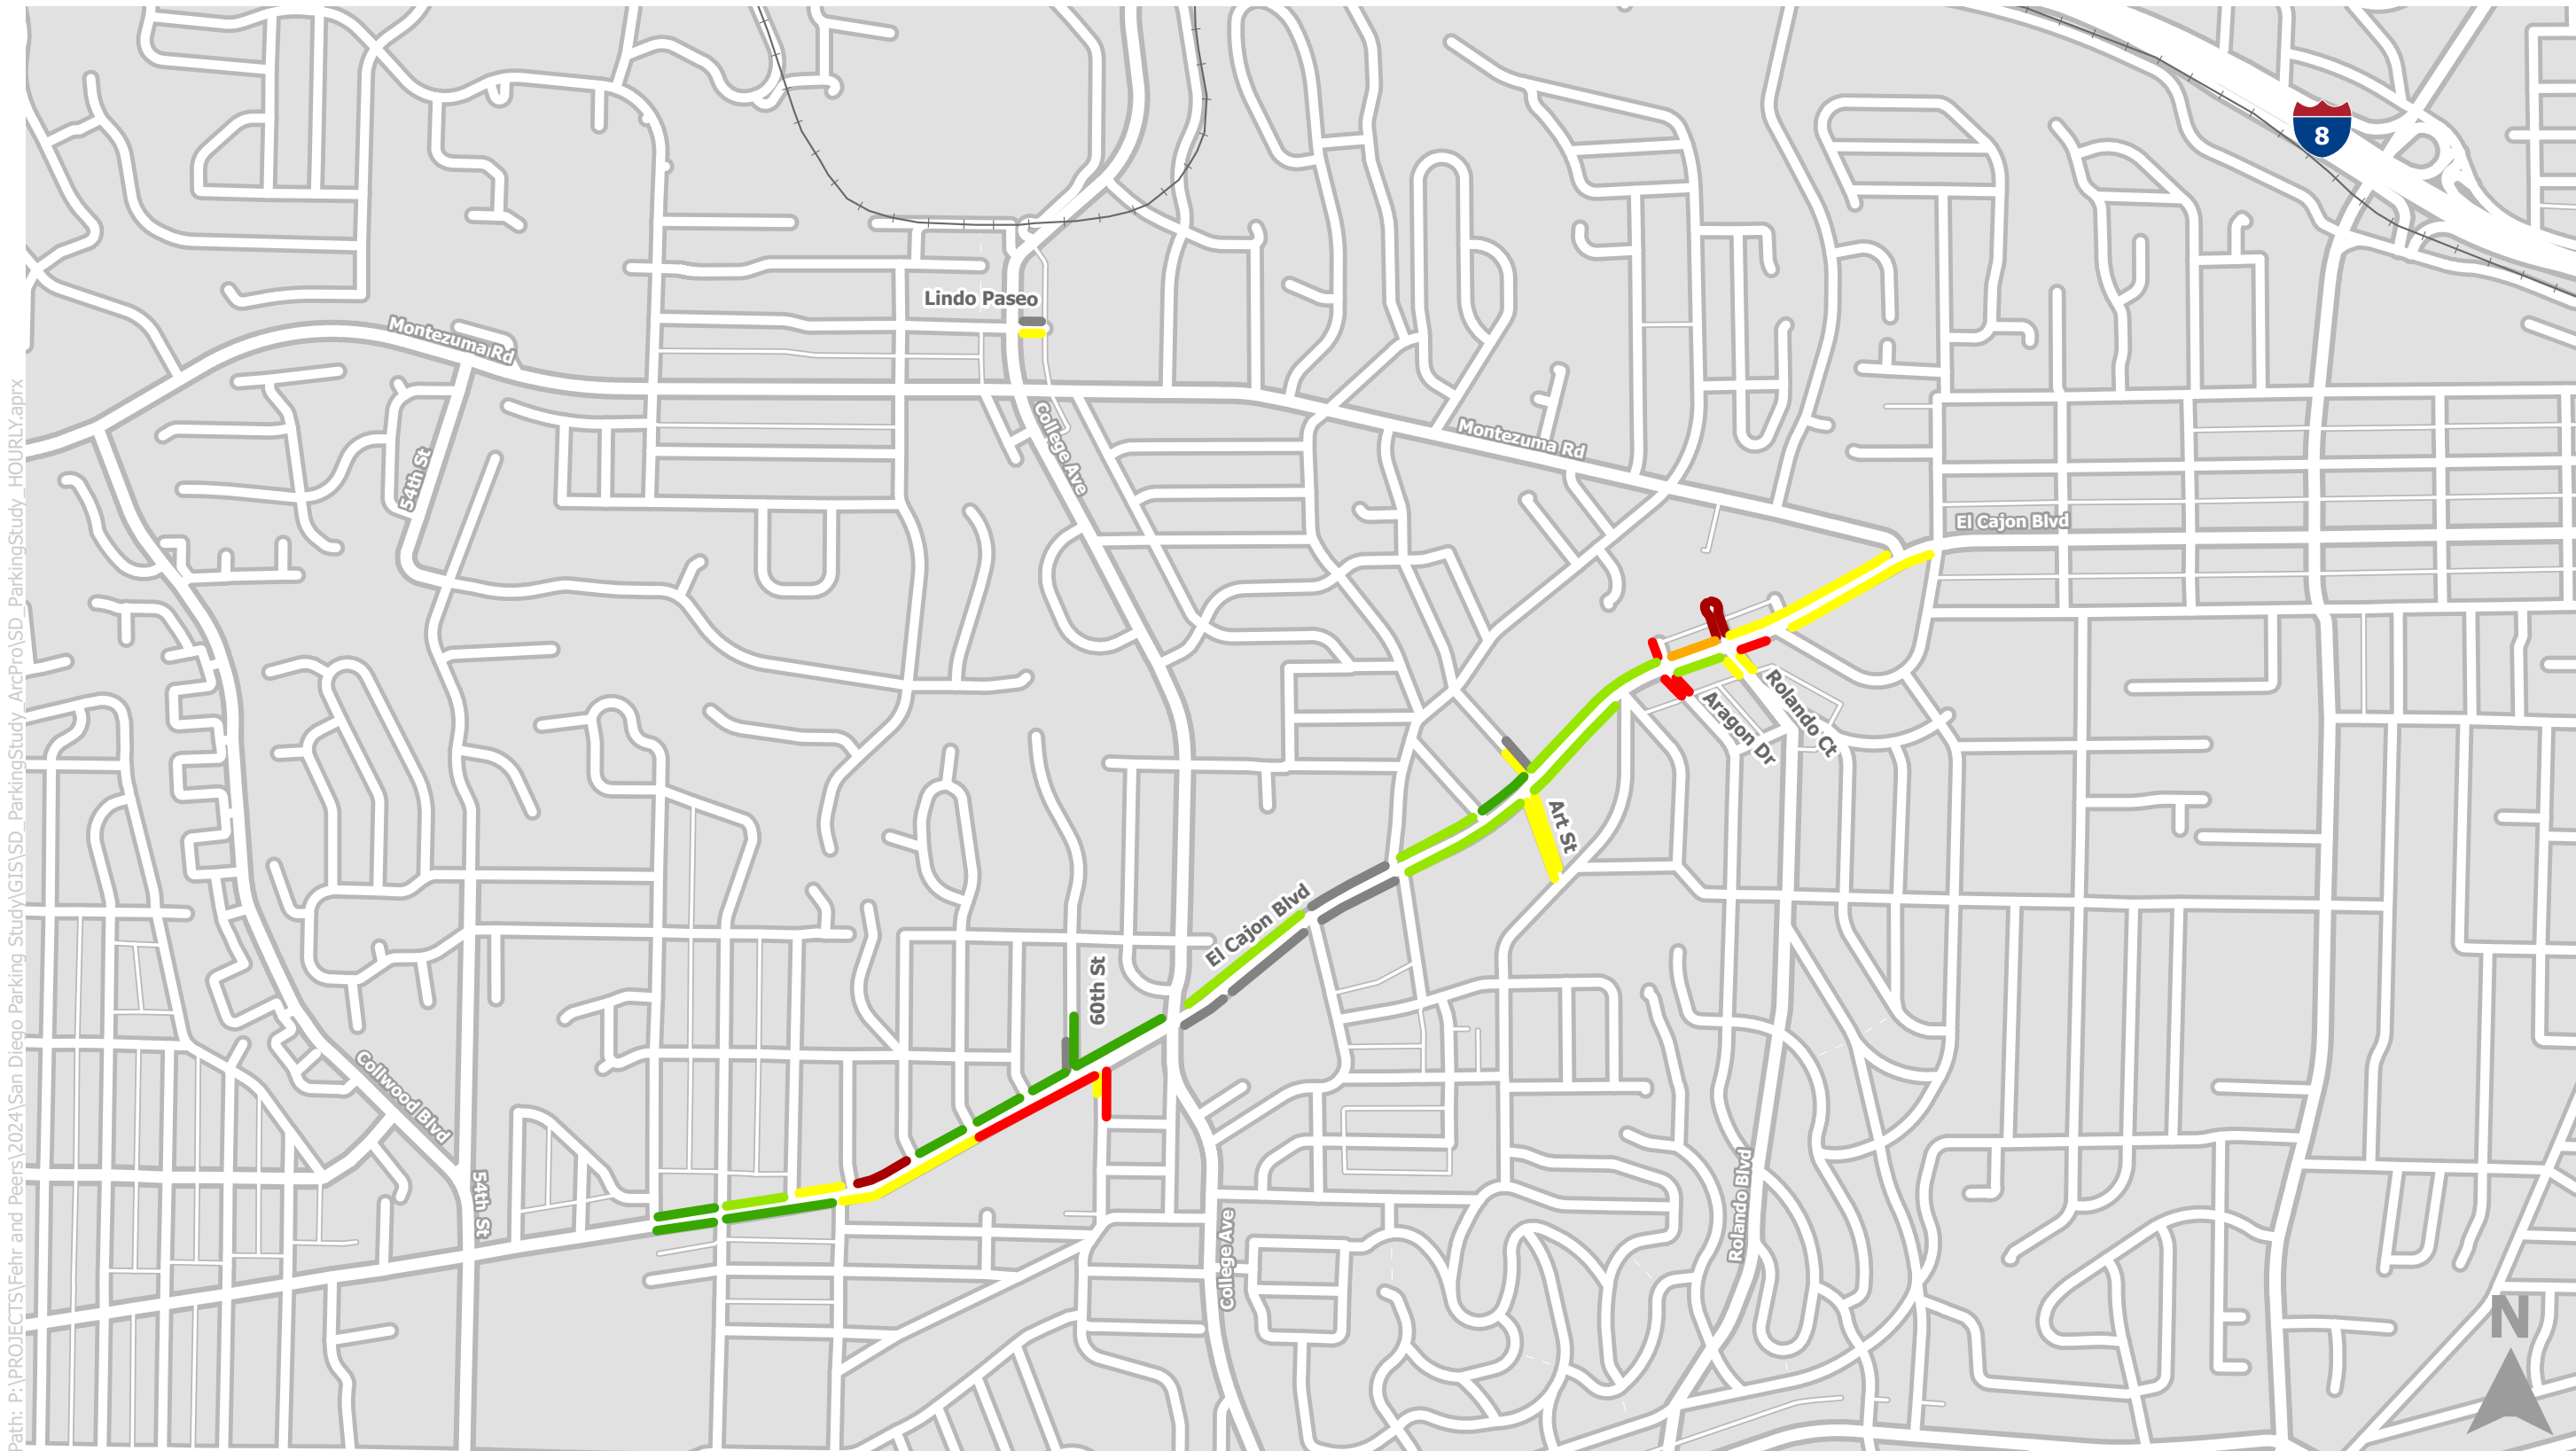 8
Lindo Paseo
Montezuma Rd
College Ave
Montezuma Rd
54th St
El Cajon Blvd
Rolando Ct
Aragon Dr
Art St
El Cajon Blvd
60th St
Collwood Blvd
54th St
Rolando Blvd
College Ave
N
Path: P:\PROJECTS\Fehr and Peers\2024\San Diego Parking Study\GIS\SD_ParkingStudy_ArcPro\SD_ParkingStudy_HOURLY.aprx